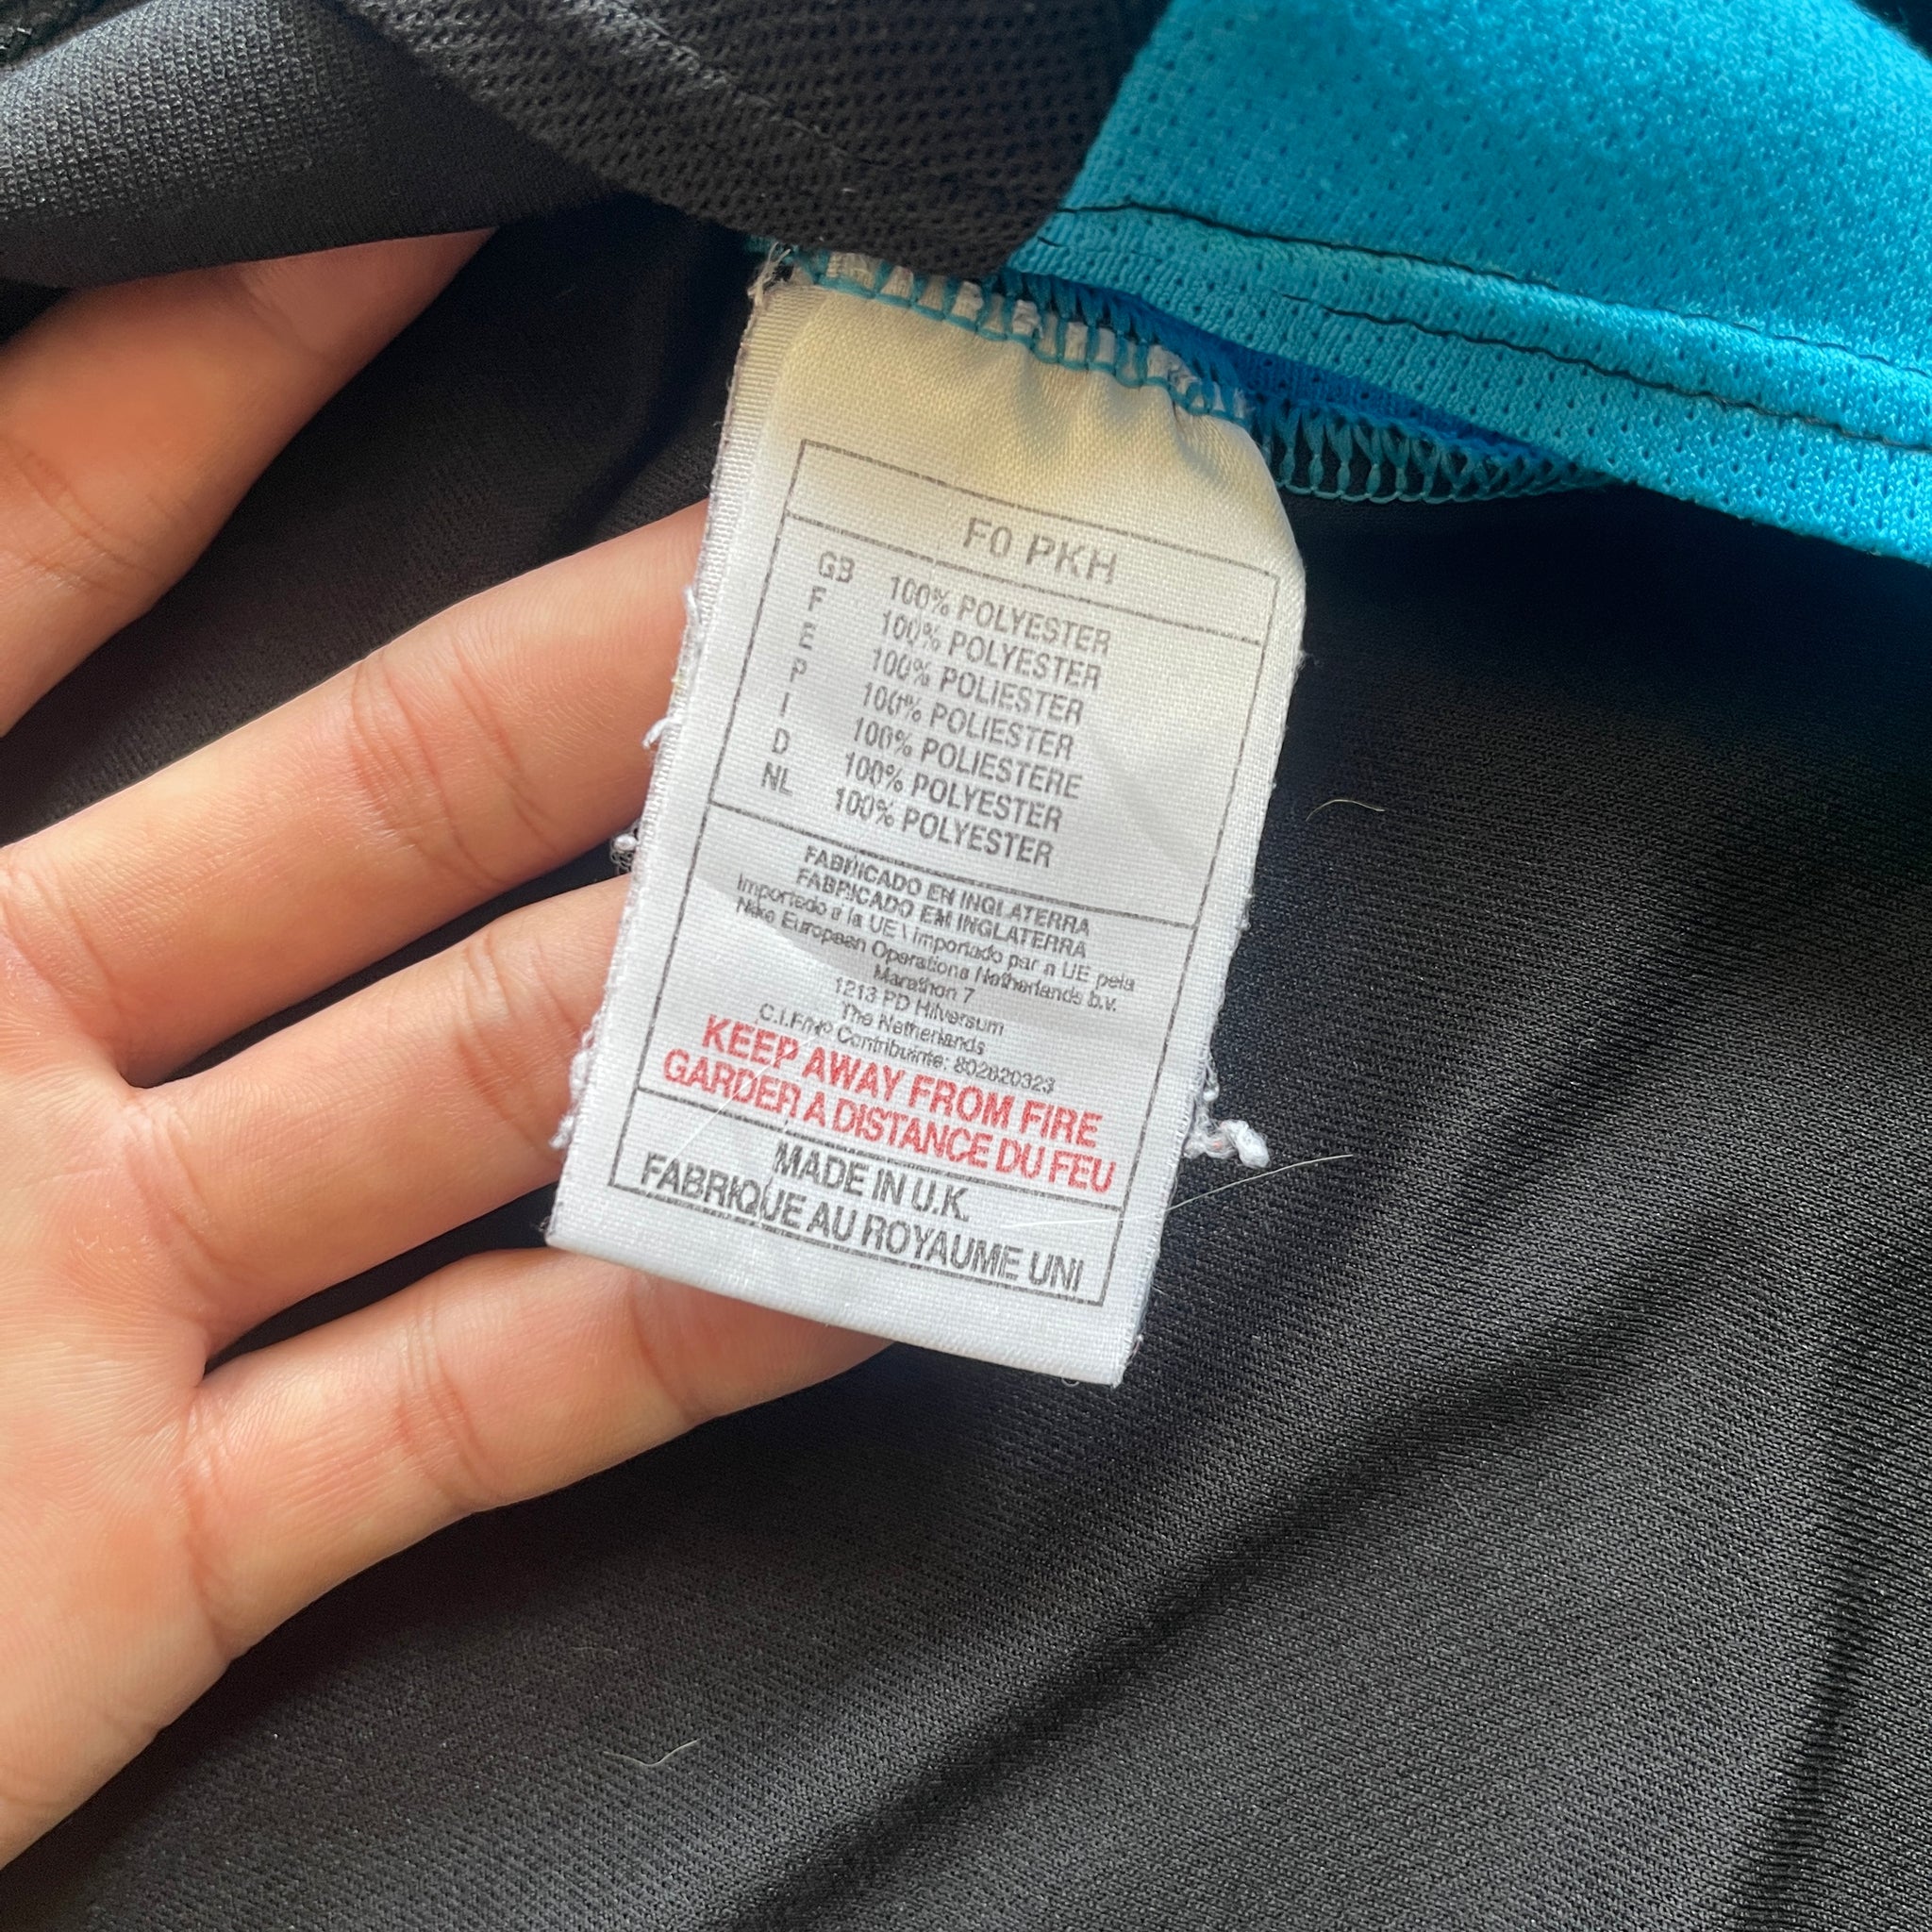 F0 PKH
GB 100% POLYESTER
F 100% POLYESTER
E 100% POLIESTER
P 100% POLIESTER
I 100% POLIESTERE
D 100% POLYESTER
NL 100% POLYESTER
FABRICADO EN INGLATERRA
FABRICADO EM INGLATERRA
Importado a la UE \ Importado par a UE pela
Nike European Operations Netherlands b.v.
Marathon 7
1213 PD Hilversum
The Netherlands
C.I.F/Nº Contribuinte: 802620323
KEEP AWAY FROM FIRE
GARDER A DISTANCE DU FEU
MADE IN U.K.
FABRIQUE AU ROYAUME UNI